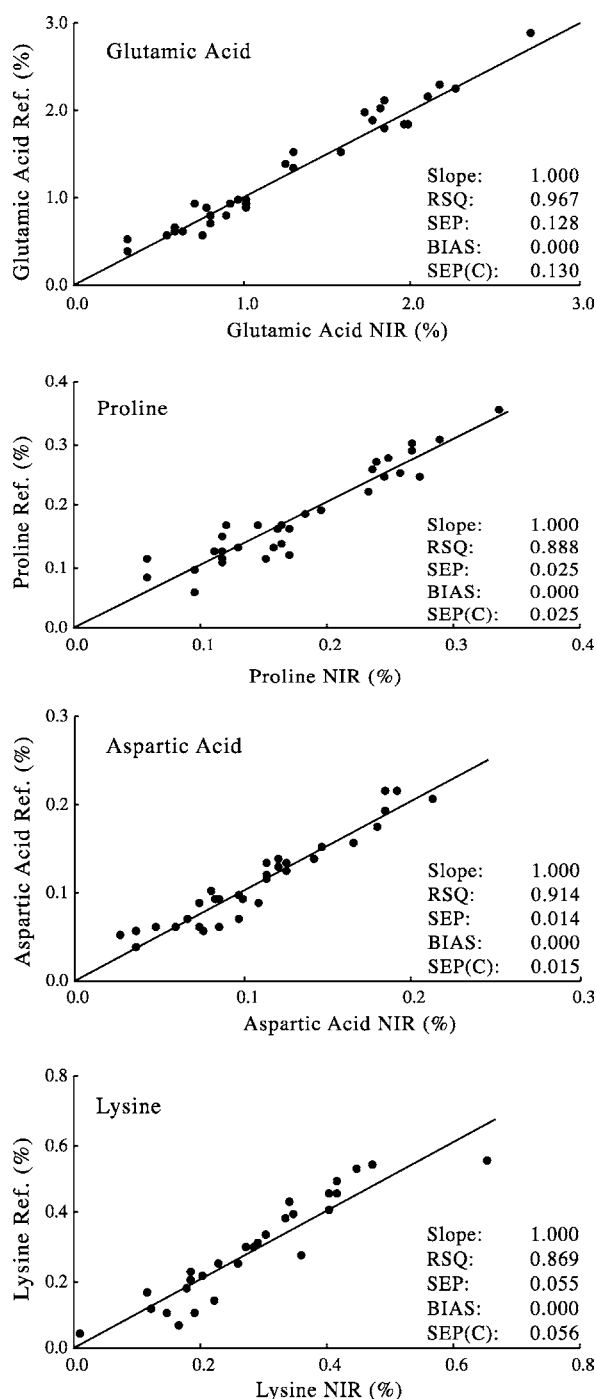 Glutamic Acid Ref. (%)
3.0
2.0
1.0
0.0
Glutamic Acid
Slope: 1.000
RSQ: 0.967
SEP: 0.128
BIAS: 0.000
SEP(C): 0.130
0.0 1.0 2.0 3.0
Glutamic Acid NIR (%)
Proline Ref. (%)
0.4
0.3
0.2
0.1
0.0
Proline
Slope: 1.000
RSQ: 0.888
SEP: 0.025
BIAS: 0.000
SEP(C): 0.025
0.0 0.1 0.2 0.3 0.4
Proline NIR (%)
Aspartic Acid Ref. (%)
0.3
0.2
0.1
0.0
Aspartic Acid
Slope: 1.000
RSQ: 0.914
SEP: 0.014
BIAS: 0.000
SEP(C): 0.015
0.0 0.1 0.2 0.3
Aspartic Acid NIR (%)
Lysine Ref. (%)
0.8
0.6
0.4
0.2
0.0
Lysine
Slope: 1.000
RSQ: 0.869
SEP: 0.055
BIAS: 0.000
SEP(C): 0.056
0.0 0.2 0.4 0.6 0.8
Lysine NIR (%)